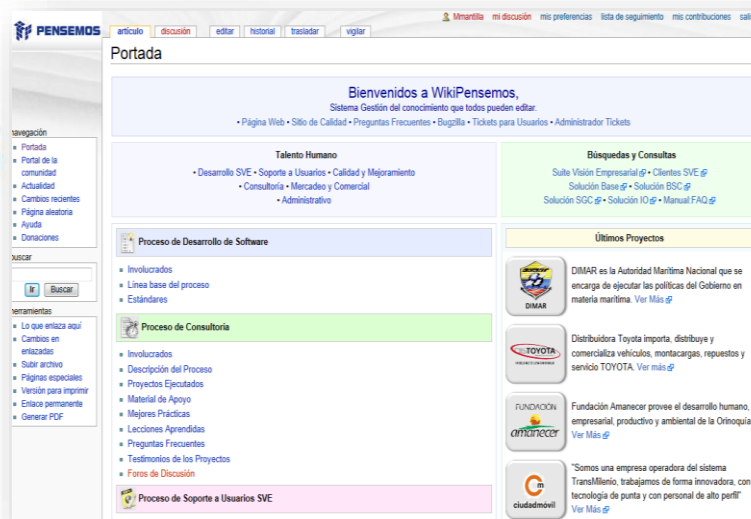 Mmantilla mi discusión mis preferencias lista de seguimiento mis contribuciones
PENSEMOS
artículo discusión editar historial trasladar vigilar
Portada
Bienvenidos a WikiPensemos,
Sistema Gestión del conocimiento que todos pueden editar.
• Página Web • Sitio de Calidad • Preguntas Frecuentes • Bugzilla • Tickets para Usuarios • Administrador Tickets
navegación
Portada
Portal de la
comunidad
Actualidad
Cambios recientes
Página aleatoria
Ayuda
Donaciones
buscar
Ir Buscar
herramientas
Lo que enlaza aquí
Cambios en
enlazadas
Subir archivo
Páginas especiales
Versión para imprimir
Enlace permanente
Generar PDF
Talento Humano
• Desarrollo SVE • Soporte a Usuarios • Calidad y Mejoramiento
• Consultoria • Mercadeo y Comercial
• Administrativo
Búsquedas y Consultas
Suite Visión Empresarial • Clientes SVE
Solución Base • Solución BSC
Solución SGC • Solución IO • Manual:FAQ
Proceso de Desarrollo de Software
Involucrados
Línea base del proceso
Estándares
Proceso de Consultoria
Involucrados
Descripción del Proceso
Proyectos Ejecutados
Material de Apoyo
Mejores Prácticas
Lecciones Aprendidas
Preguntas Frecuentes
Testimonios de los Proyectos
Foros de Discusión
Proceso de Soporte a Usuarios SVE
Últimos Proyectos
DIMAR
DIMAR es la Autoridad Marítima Nacional que se
encarga de ejecutar las políticas del Gobierno en
materia marítima. Ver Más
TOYOTA
Distribuidora Toyota importa, distribuye y
comercializa vehículos, montacargas, repuestos y
servicio TOYOTA. Ver más
FUNDACIÓN
amanecer
Fundación Amanecer provee el desarrollo humano,
empresarial, productivo y ambiental de la Orinoquía
Ver Más
Cm
ciudadmóvil
"Somos una empresa operadora del sistema
TransMilenio, trabajamos de forma innovadora, con
tecnología de punta y con personal de alto perfil"
Ver Más